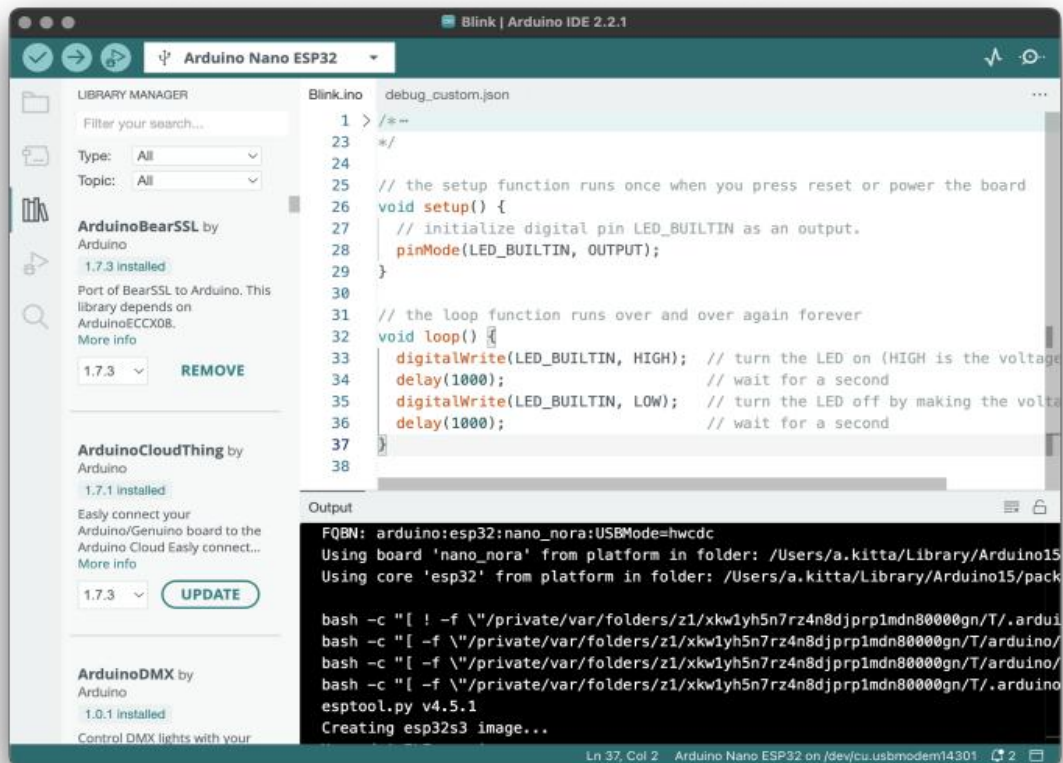 Blink | Arduino IDE 2.2.1
Arduino Nano ESP32
LIBRARY MANAGER
Filter your search...
Type: All
Topic: All
ArduinoBearSSL by
Arduino
1.7.3 installed
Port of BearSSL to Arduino. This
library depends on
ArduinoECCX08.
More info
1.7.3 REMOVE
ArduinoCloudThing by
Arduino
1.7.1 installed
Easly connect your
Arduino/Genuino board to the
Arduino Cloud Easly connect...
More info
1.7.3 UPDATE
ArduinoDMX by
Arduino
1.0.1 installed
Control DMX lights with your
Blink.ino debug_custom.json ...
1 > /*…
23 */
24
25 // the setup function runs once when you press reset or power the board
26 void setup() {
27 // initialize digital pin LED_BUILTIN as an output.
28 pinMode(LED_BUILTIN, OUTPUT);
29 }
30
31 // the loop function runs over and over again forever
32 void loop() {
33 digitalWrite(LED_BUILTIN, HIGH); // turn the LED on (HIGH is the voltage
34 delay(1000); // wait for a second
35 digitalWrite(LED_BUILTIN, LOW); // turn the LED off by making the volta
36 delay(1000); // wait for a second
37 }
38
Output
FQBN: arduino:esp32:nano_nora:USBMode=hwcdc
Using board 'nano_nora' from platform in folder: /Users/a.kitta/Library/Arduino15
Using core 'esp32' from platform in folder: /Users/a.kitta/Library/Arduino15/pack
bash -c "[ ! -f \"/private/var/folders/z1/xkw1yh5n7rz4n8djprp1mdn80000gn/T/.ardui
bash -c "[ -f \"/private/var/folders/z1/xkw1yh5n7rz4n8djprp1mdn80000gn/T/arduino/
bash -c "[ -f \"/private/var/folders/z1/xkw1yh5n7rz4n8djprp1mdn80000gn/T/arduino/
bash -c "[ -f \"/private/var/folders/z1/xkw1yh5n7rz4n8djprp1mdn80000gn/T/.arduino
esptool.py v4.5.1
Creating esp32s3 image...
Ln 37, Col 2 Arduino Nano ESP32 on /dev/cu.usbmodem14301 2